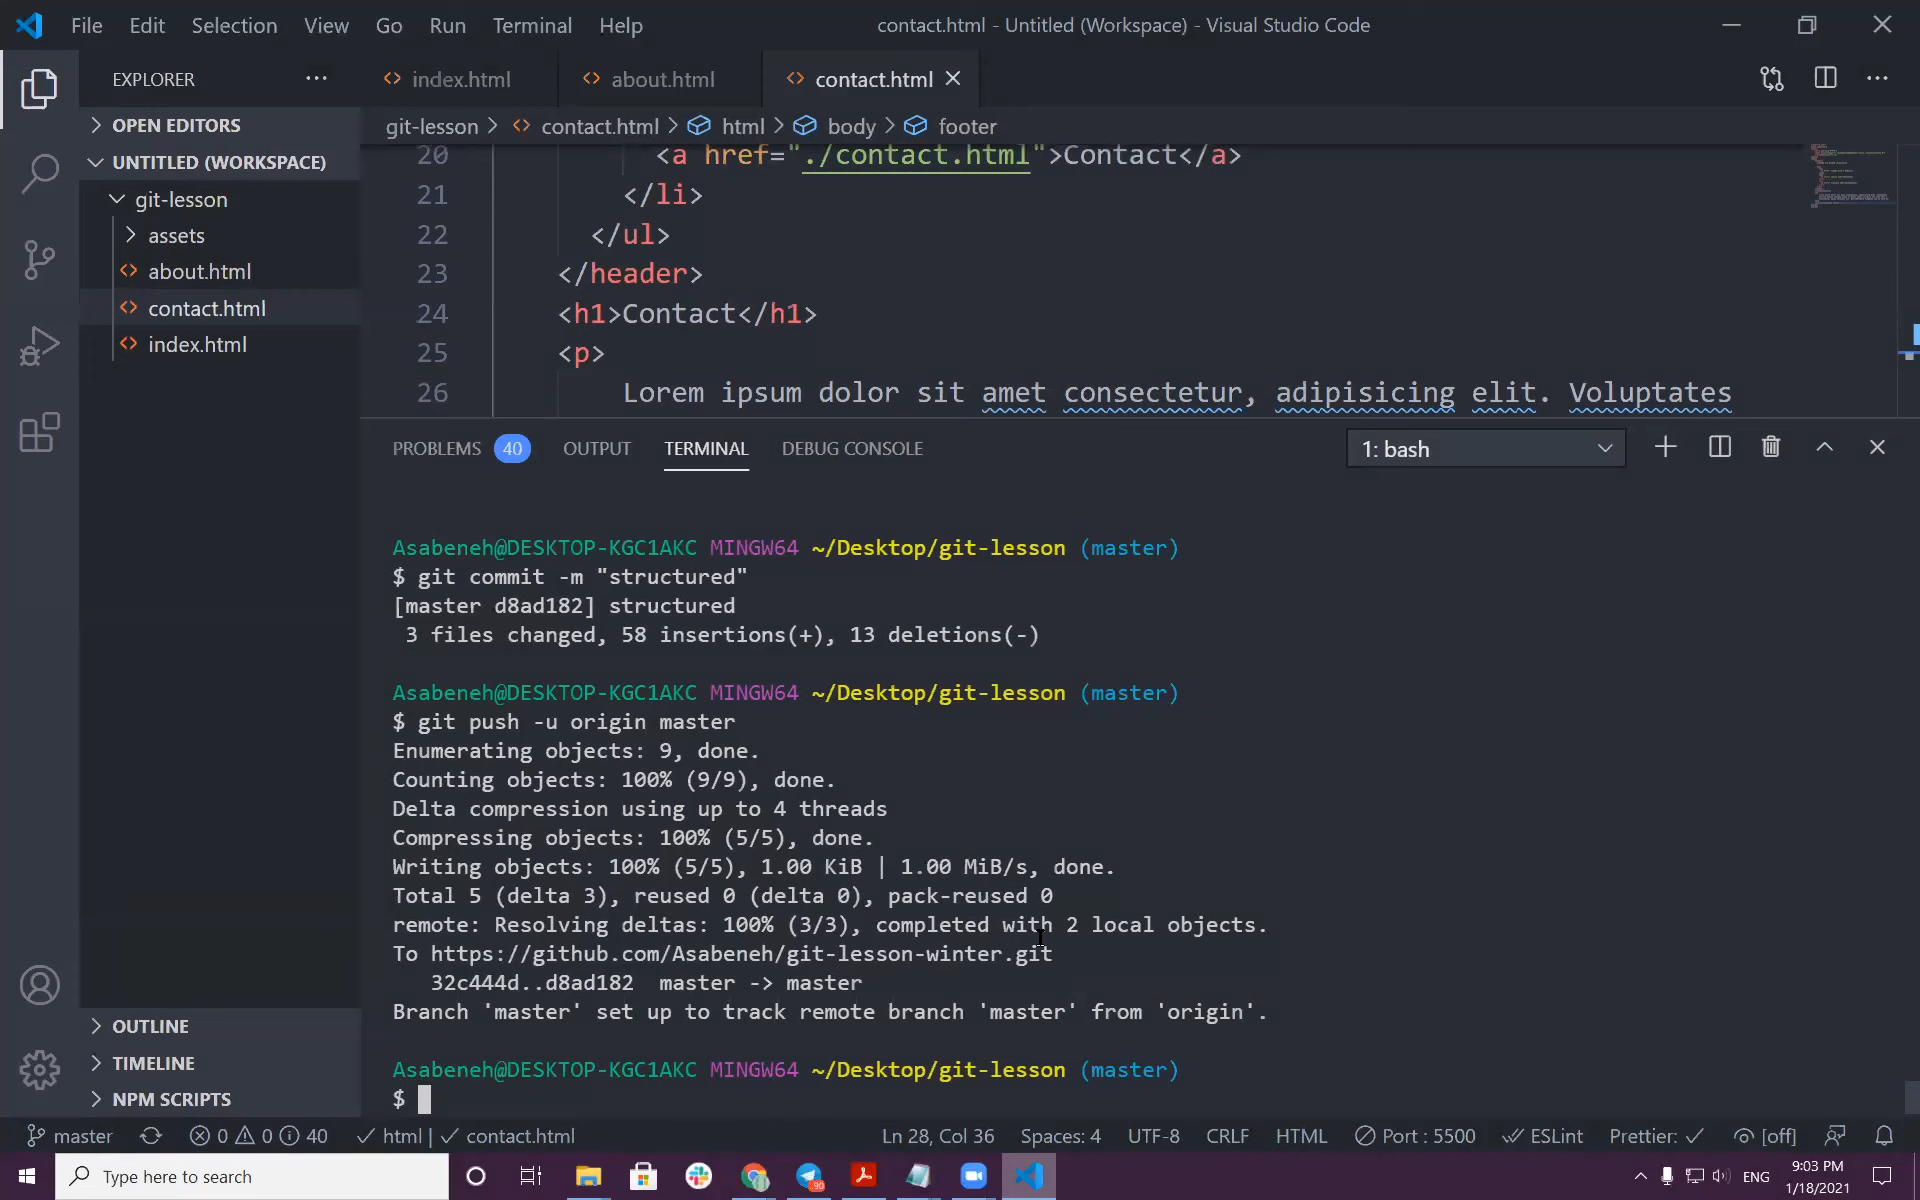 File Edit Selection View Go Run Terminal Help contact.html - Untitled (Workspace) - Visual Studio Code
EXPLORER ··· index.html about.html contact.html ···
OPEN EDITORS
UNTITLED (WORKSPACE)
git-lesson
assets
about.html
contact.html
index.html
git-lesson > contact.html > html > body > footer
20 <a href="./contact.html">Contact</a>
21 </li>
22 </ul>
23 </header>
24 <h1>Contact</h1>
25 <p>
26 Lorem ipsum dolor sit amet consectetur, adipisicing elit. Voluptates
PROBLEMS 40 OUTPUT TERMINAL DEBUG CONSOLE 1: bash
Asabeneh@DESKTOP-KGC1AKC MINGW64 ~/Desktop/git-lesson (master)
$ git commit -m "structured"
[master d8ad182] structured
3 files changed, 58 insertions(+), 13 deletions(-)
Asabeneh@DESKTOP-KGC1AKC MINGW64 ~/Desktop/git-lesson (master)
$ git push -u origin master
Enumerating objects: 9, done.
Counting objects: 100% (9/9), done.
Delta compression using up to 4 threads
Compressing objects: 100% (5/5), done.
Writing objects: 100% (5/5), 1.00 KiB | 1.00 MiB/s, done.
Total 5 (delta 3), reused 0 (delta 0), pack-reused 0
remote: Resolving deltas: 100% (3/3), completed with 2 local objects.
To https://github.com/Asabeneh/git-lesson-winter.git
32c444d..d8ad182 master -> master
Branch 'master' set up to track remote branch 'master' from 'origin'.
Asabeneh@DESKTOP-KGC1AKC MINGW64 ~/Desktop/git-lesson (master)
$
OUTLINE
TIMELINE
NPM SCRIPTS
master 0 0 40 html | contact.html Ln 28, Col 36 Spaces: 4 UTF-8 CRLF HTML Port : 5500 ESLint Prettier: [off]
Type here to search 90 ENG 9:03 PM
1/18/2021